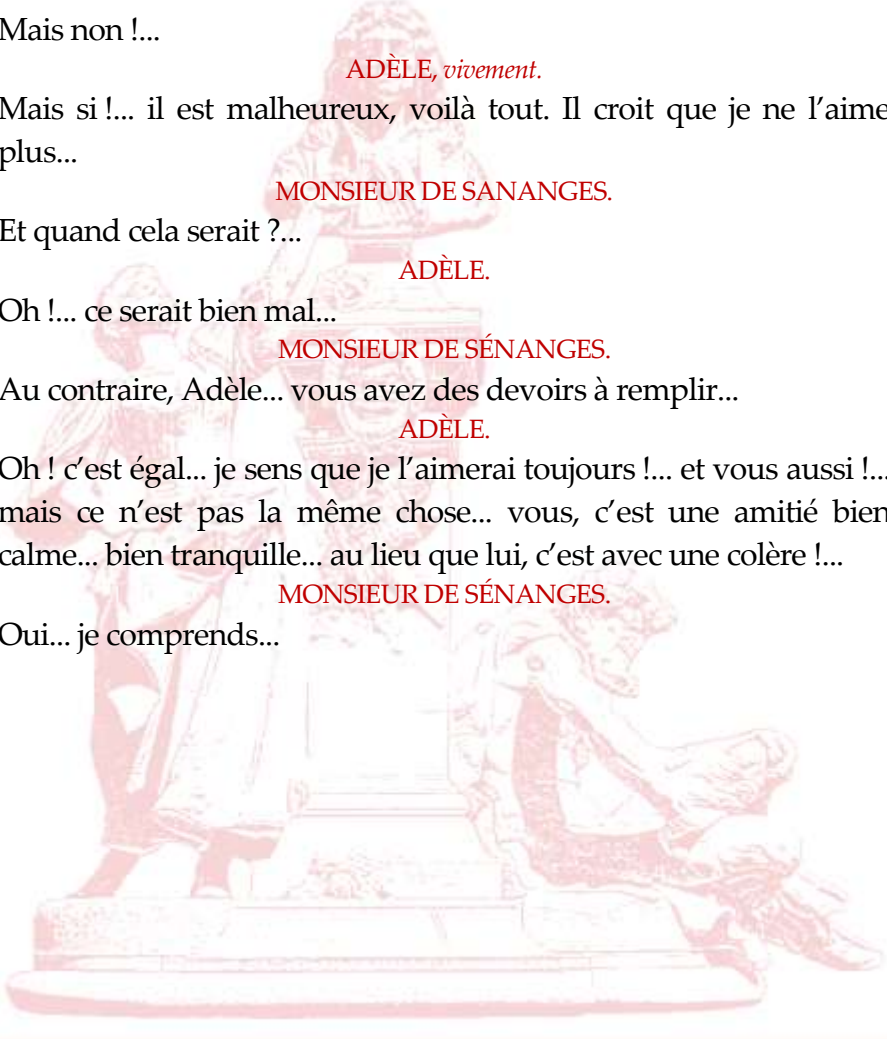 Mais non !...
ADÈLE, vivement.
Mais si !... il est malheureux, voilà tout. Il croit que je ne l’aime
plus...
MONSIEUR DE SANANGES.
Et quand cela serait ?...
ADÈLE.
Oh !... ce serait bien mal...
MONSIEUR DE SÉNANGES.
Au contraire, Adèle... vous avez des devoirs à remplir...
ADÈLE.
Oh ! c’est égal... je sens que je l’aimerai toujours !... et vous aussi !...
mais ce n’est pas la même chose... vous, c’est une amitié bien
calme... bien tranquille... au lieu que lui, c’est avec une colère !...
MONSIEUR DE SÉNANGES.
Oui... je comprends...